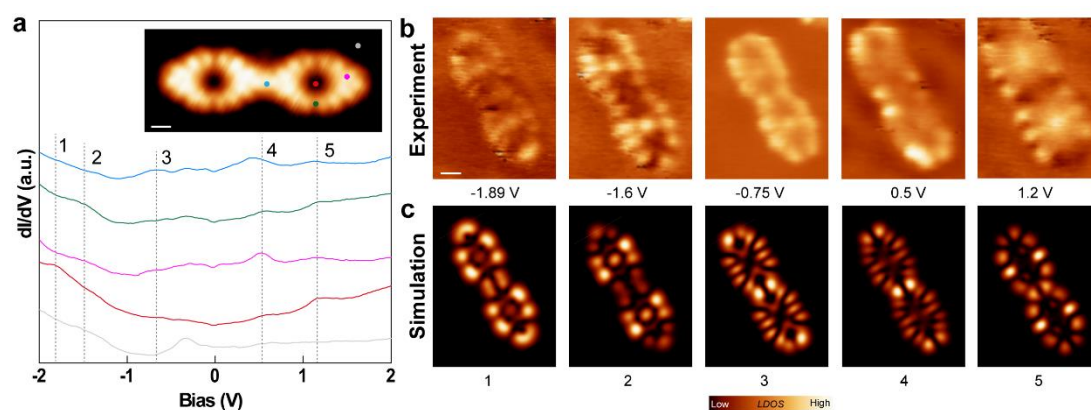 a
b
c
1
2
3
4
5
dI/dV (a.u.)
-2
-1
0
1
2
Bias (V)
Experiment
-1.89 V
-1.6 V
-0.75 V
0.5 V
1.2 V
Simulation
1
2
3
4
5
Low LDOS High